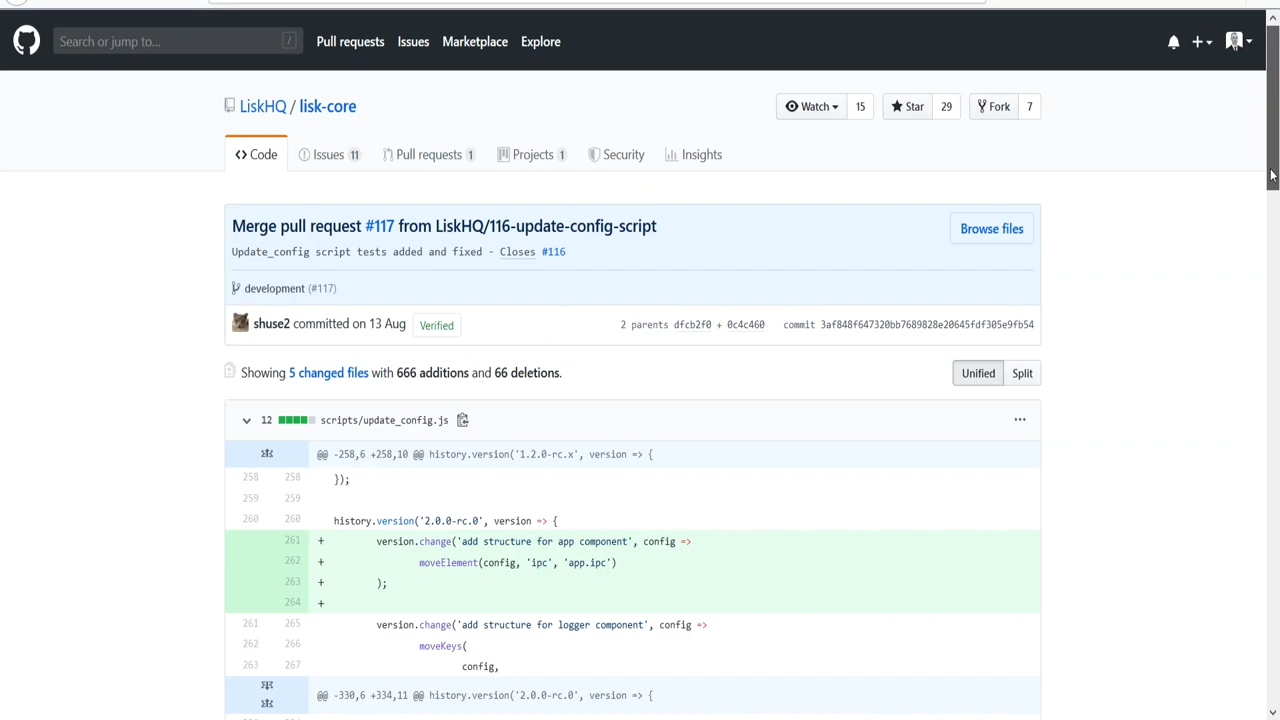 Search or jump to... /
Pull requests Issues Marketplace Explore
LiskHQ / lisk-core
Watch 15 Star 29 Fork 7
Code Issues 11 Pull requests 1 Projects 1 Security Insights
Merge pull request #117 from LiskHQ/116-update-config-script
Browse files
Update_config script tests added and fixed - Closes #116
development (#117)
shuse2 committed on 13 Aug Verified 2 parents dfcb2f0 + 0c4c460 commit 3af848f647320bb7689828e20645fdf305e9fb54
Showing 5 changed files with 666 additions and 66 deletions. Unified Split
12 scripts/update_config.js
@@ -258,6 +258,10 @@ history.version('1.2.0-rc.x', version => {
258 258 });
259 259
260 260 history.version('2.0.0-rc.0', version => {
261 + version.change('add structure for app component', config =>
262 + moveElement(config, 'ipc', 'app.ipc')
263 + );
264 +
261 265 version.change('add structure for logger component', config =>
262 266 moveKeys(
263 267 config,
@@ -330,6 +334,11 @@ history.version('2.0.0-rc.0', version => {